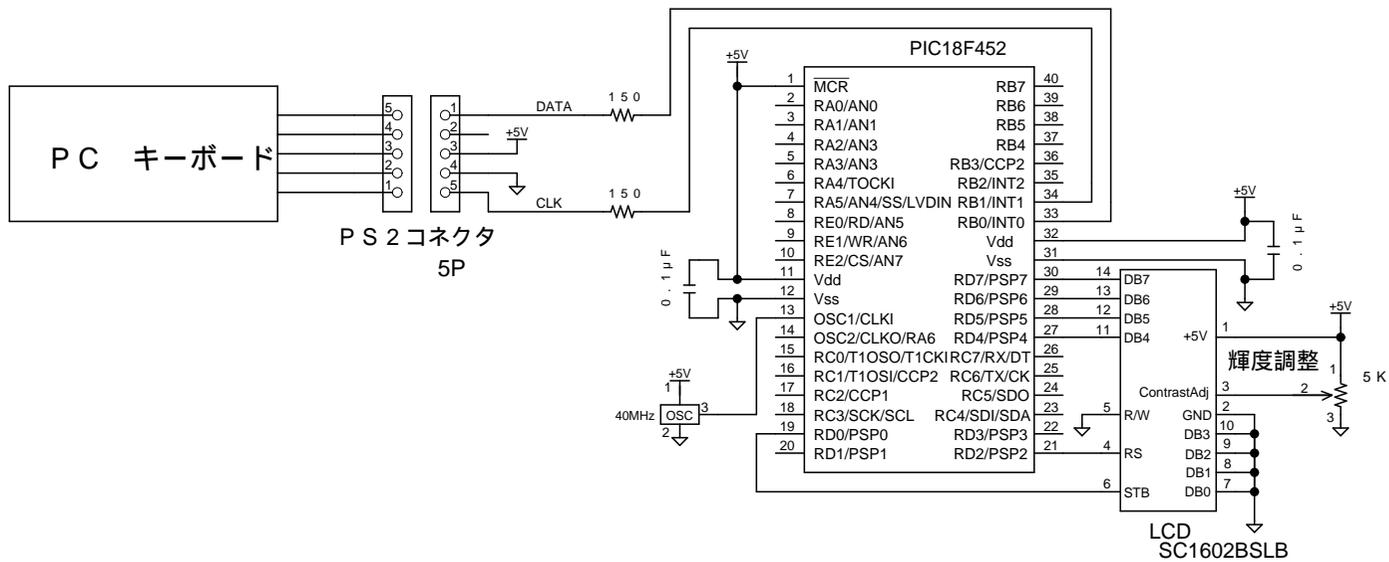 PIC18F452
+5V
PC キーボード
5
4
3
2
1
1
2
3
4
5
DATA
150
+5V
CLK
150
PS2コネクタ
5P
0.1μF
+5V
1
OSC
3
2
40MHz
1 MCR
2 RA0/AN0
3 RA1/AN1
4 RA2/AN3
5 RA3/AN3
6 RA4/TOCKI
7 RA5/AN4/SS/LVDIN
8 RE0/RD/AN5
9 RE1/WR/AN6
10 RE2/CS/AN7
11 Vdd
12 Vss
13 OSC1/CLKI
14 OSC2/CLKO/RA6
15 RC0/T1OSO/T1CKI
16 RC1/T1OSI/CCP2
17 RC2/CCP1
18 RC3/SCK/SCL
19 RD0/PSP0
20 RD1/PSP1
RB7 40
RB6 39
RB5 38
RB4 37
RB3/CCP2 36
RB2/INT2 35
RB1/INT1 34
RB0/INT0 33
Vdd 32
Vss 31
RD7/PSP7 30
RD6/PSP6 29
RD5/PSP5 28
RD4/PSP4 27
RC7/RX/DT 26
RC6/TX/CK 25
RC5/SDO 24
RC4/SDI/SDA 23
RD3/PSP3 22
RD2/PSP2 21
+5V
0.1μF
14 DB7
13 DB6
12 DB5
11 DB4
5 R/W
4 RS
6 STB
+5V 1
ContrastAdj 3
GND 2
DB3 10
DB2 9
DB1 8
DB0 7
+5V
輝度調整
1
2
3
5K
LCD
SC1602BSLB